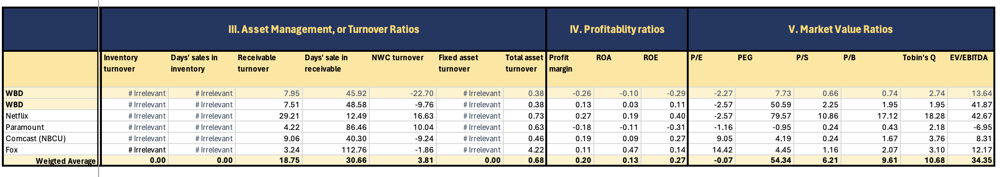 III. Asset Management, or Turnover Ratios IV. Profitablity ratios V. Market Value Ratios
Inventory turnover Days' sales in inventory Receivable turnover Days' sale in receivable NWC turnover Fixed asset turnover Total asset turnover Profit margin ROA ROE P/E PEG P/S P/B Tobin's Q EV/EBITDA
WBD # Irrelevant # Irrelevant 7.95 45.92 -22.70 # Irrelevant 0.38 -0.26 -0.10 -0.29 -2.27 7.73 0.66 0.74 2.74 13.64
WBD # Irrelevant # Irrelevant 7.51 48.58 -9.76 # Irrelevant 0.38 0.13 0.03 0.11 -2.57 50.59 2.25 1.95 1.95 41.87
Netflix # Irrelevant # Irrelevant 29.21 12.49 16.63 # Irrelevant 0.73 0.27 0.19 0.40 -2.57 79.57 10.86 17.12 18.28 42.67
Paramount # Irrelevant # Irrelevant 4.22 86.46 10.04 # Irrelevant 0.63 -0.18 -0.11 -0.31 -1.16 -0.95 0.24 0.43 2.18 -6.95
Comcast (NBCU) # Irrelevant # Irrelevant 9.06 40.30 -9.24 # Irrelevant 0.46 0.19 0.09 0.27 9.05 4.19 0.24 1.67 3.76 8.31
Fox # Irrelevant # Irrelevant 3.24 112.76 -1.86 # Irrelevant 4.22 0.11 0.47 0.14 14.42 4.45 1.16 2.07 3.10 12.17
Weigted Average 0.00 0.00 18.75 30.66 3.81 0.00 0.68 0.20 0.13 0.27 -0.07 54.34 6.21 9.61 10.68 34.35